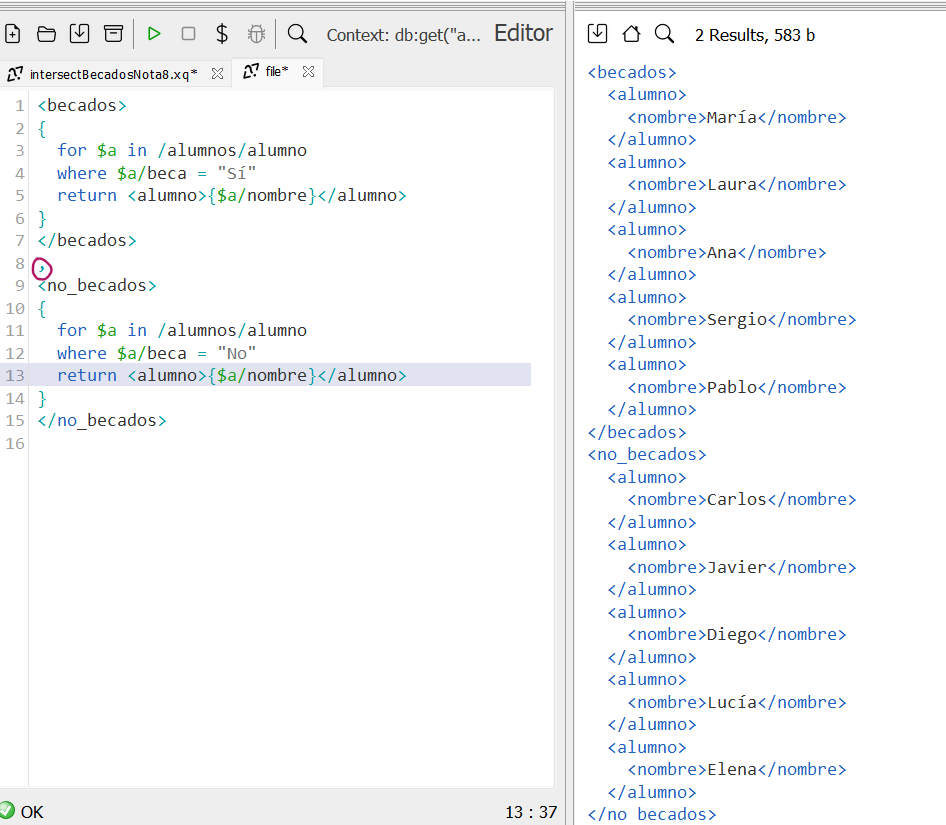 Context: db:get("a... Editor
intersectBecadosNota8.xq*
file*
1 <becados>
2 {
3 for $a in /alumnos/alumno
4 where $a/beca = "Sí"
5 return <alumno>{$a/nombre}</alumno>
6 }
7 </becados>
8 ,
9 <no_becados>
10 {
11 for $a in /alumnos/alumno
12 where $a/beca = "No"
13 return <alumno>{$a/nombre}</alumno>
14 }
15 </no_becados>
16
OK 13 : 37
2 Results, 583 b
<becados>
<alumno>
<nombre>María</nombre>
</alumno>
<alumno>
<nombre>Laura</nombre>
</alumno>
<alumno>
<nombre>Ana</nombre>
</alumno>
<alumno>
<nombre>Sergio</nombre>
</alumno>
<alumno>
<nombre>Pablo</nombre>
</alumno>
</becados>
<no_becados>
<alumno>
<nombre>Carlos</nombre>
</alumno>
<alumno>
<nombre>Javier</nombre>
</alumno>
<alumno>
<nombre>Diego</nombre>
</alumno>
<alumno>
<nombre>Lucía</nombre>
</alumno>
<alumno>
<nombre>Elena</nombre>
</alumno>
</no_becados>